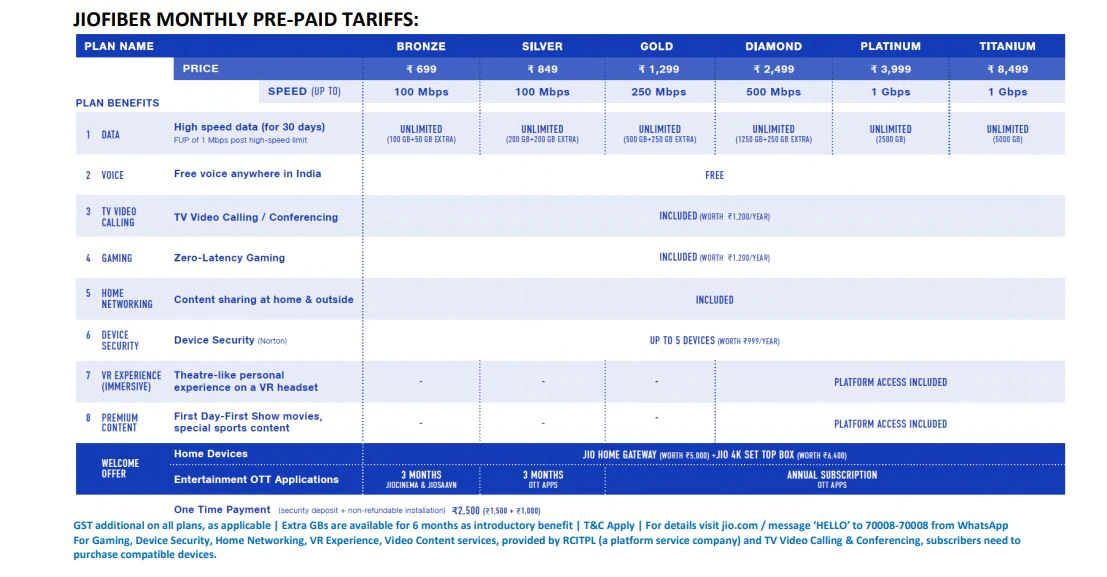 JIOFIBER MONTHLY PRE-PAID TARIFFS:
PLAN NAME BRONZE SILVER GOLD DIAMOND PLATINUM TITANIUM
PRICE ₹ 699 ₹ 849 ₹ 1,299 ₹ 2,499 ₹ 3,999 ₹ 8,499
SPEED (UP TO) 100 Mbps 100 Mbps 250 Mbps 500 Mbps 1 Gbps 1 Gbps
PLAN BENEFITS
1 DATA High speed data (for 30 days) UNLIMITED UNLIMITED UNLIMITED UNLIMITED UNLIMITED UNLIMITED
FUP of 1 Mbps post high-speed limit (100 GB+50 GB EXTRA) (200 GB+200 GB EXTRA) (500 GB+250 GB EXTRA) (1250 GB+250 GB EXTRA) (2500 GB) (5000 GB)
2 VOICE Free voice anywhere in India FREE
3 TV VIDEO
CALLING TV Video Calling / Conferencing INCLUDED (WORTH ₹1,200/YEAR)
4 GAMING Zero-Latency Gaming INCLUDED (WORTH ₹1,200/YEAR)
5 HOME
NETWORKING Content sharing at home & outside INCLUDED
6 DEVICE
SECURITY Device Security (Norton) UP TO 5 DEVICES (WORTH ₹999/YEAR)
7 VR EXPERIENCE Theatre-like personal
(IMMERSIVE) experience on a VR headset - - - PLATFORM ACCESS INCLUDED
8 PREMIUM First Day-First Show movies,
CONTENT special sports content - - - PLATFORM ACCESS INCLUDED
WELCOME
OFFER
Home Devices JIO HOME GATEWAY (WORTH ₹5,000) +JIO 4K SET TOP BOX (WORTH ₹6,400)
Entertainment OTT Applications 3 MONTHS 3 MONTHS ANNUAL SUBSCRIPTION
JIOCINEMA & JIOSAAVN OTT APPS OTT APPS
One Time Payment (security deposit + non-refundable installation) ₹2,500 (₹1,500 + ₹1,000)
GST additional on all plans, as applicable | Extra GBs are available for 6 months as introductory benefit | T&C Apply | For details visit jio.com / message ‘HELLO’ to 70008-70008 from WhatsApp
For Gaming, Device Security, Home Networking, VR Experience, Video Content services, provided by RCITPL (a platform service company) and TV Video Calling & Conferencing, subscribers need to
purchase compatible devices.